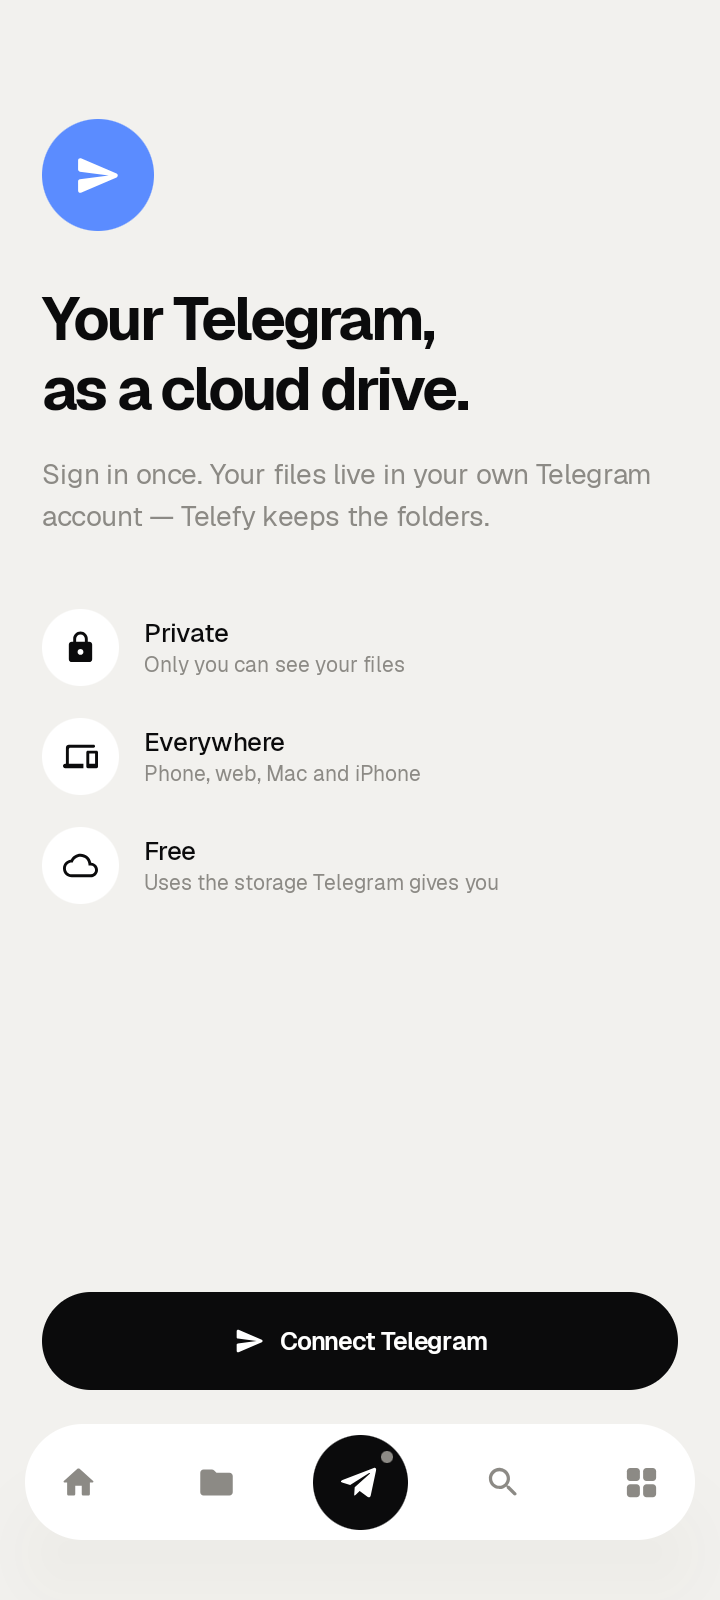 Your Telegram,
as a cloud drive.
Sign in once. Your files live in your own Telegram
account — Telefy keeps the folders.
Private
Only you can see your files
Everywhere
Phone, web, Mac and iPhone
Free
Uses the storage Telegram gives you
Connect Telegram